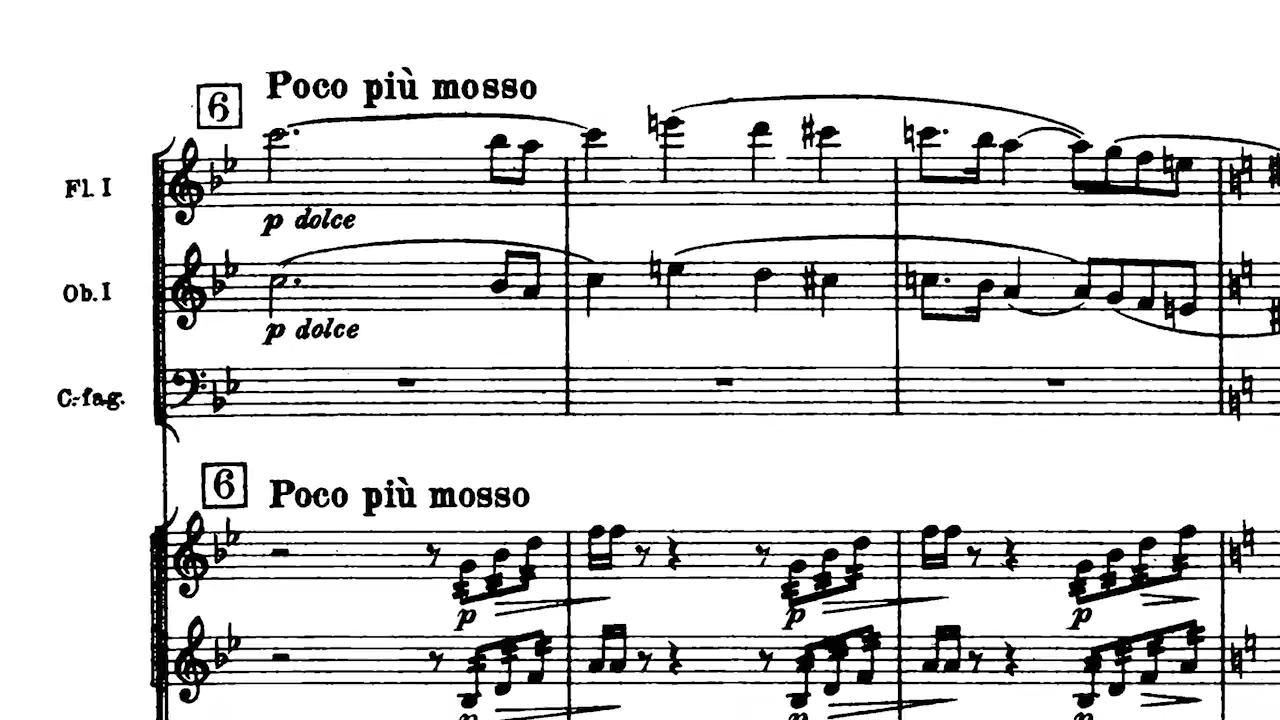 6 Poco più mosso
Fl. I
p dolce
Ob. I
p dolce
C-fag.
6 Poco più mosso
p p p
p p p